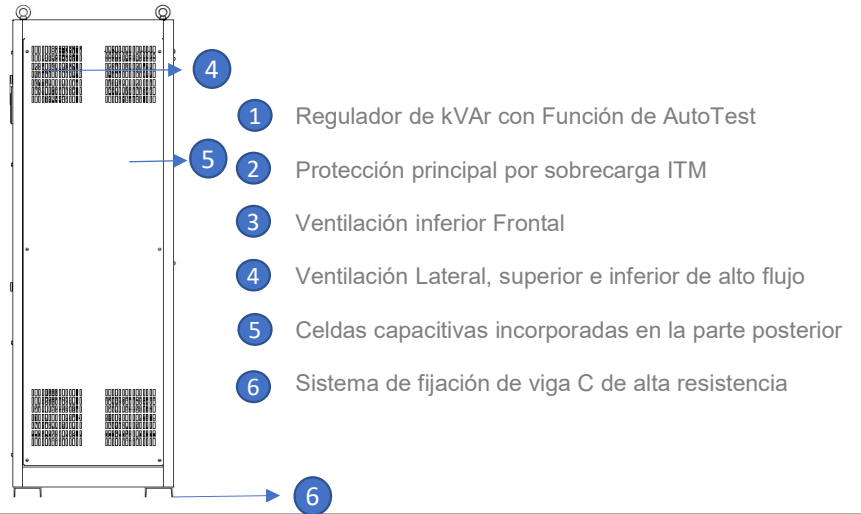 4
1 Regulador de kVAr con Función de AutoTest
5
2 Protección principal por sobrecarga ITM
3 Ventilación inferior Frontal
4 Ventilación Lateral, superior e inferior de alto flujo
5 Celdas capacitivas incorporadas en la parte posterior
6 Sistema de fijación de viga C de alta resistencia
6